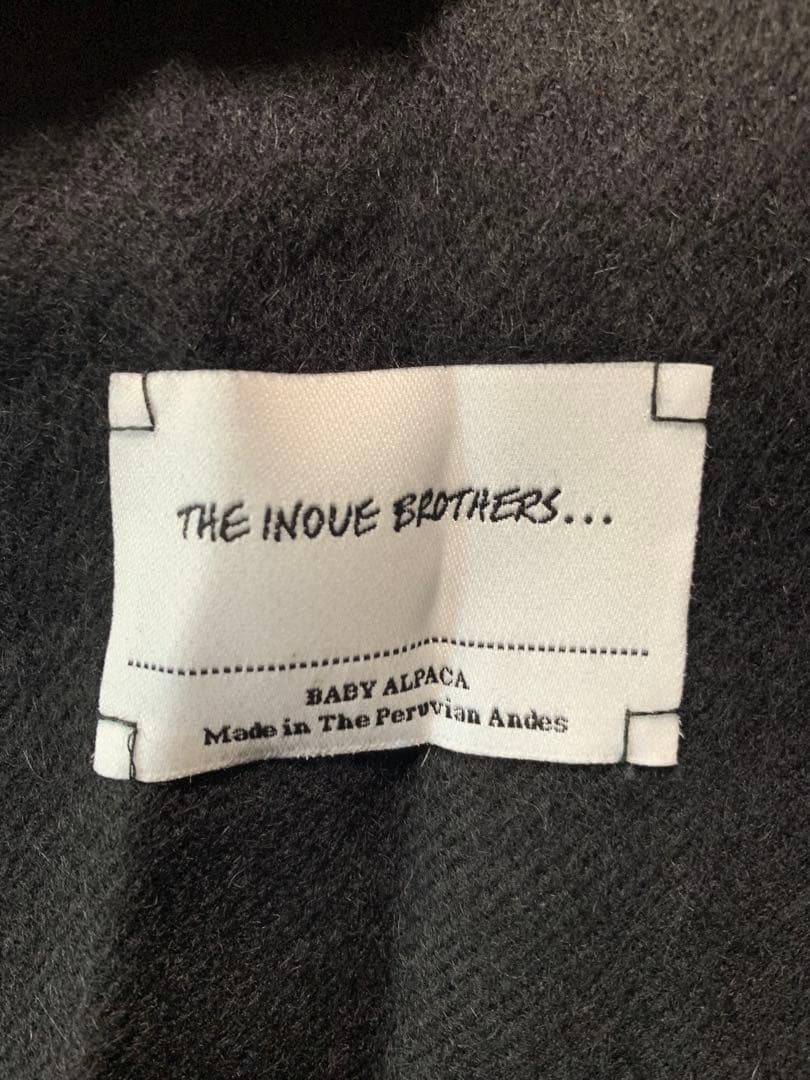 THE INOUE BROTHERS...
BABY ALPACA
Made in The Peruvian Andes